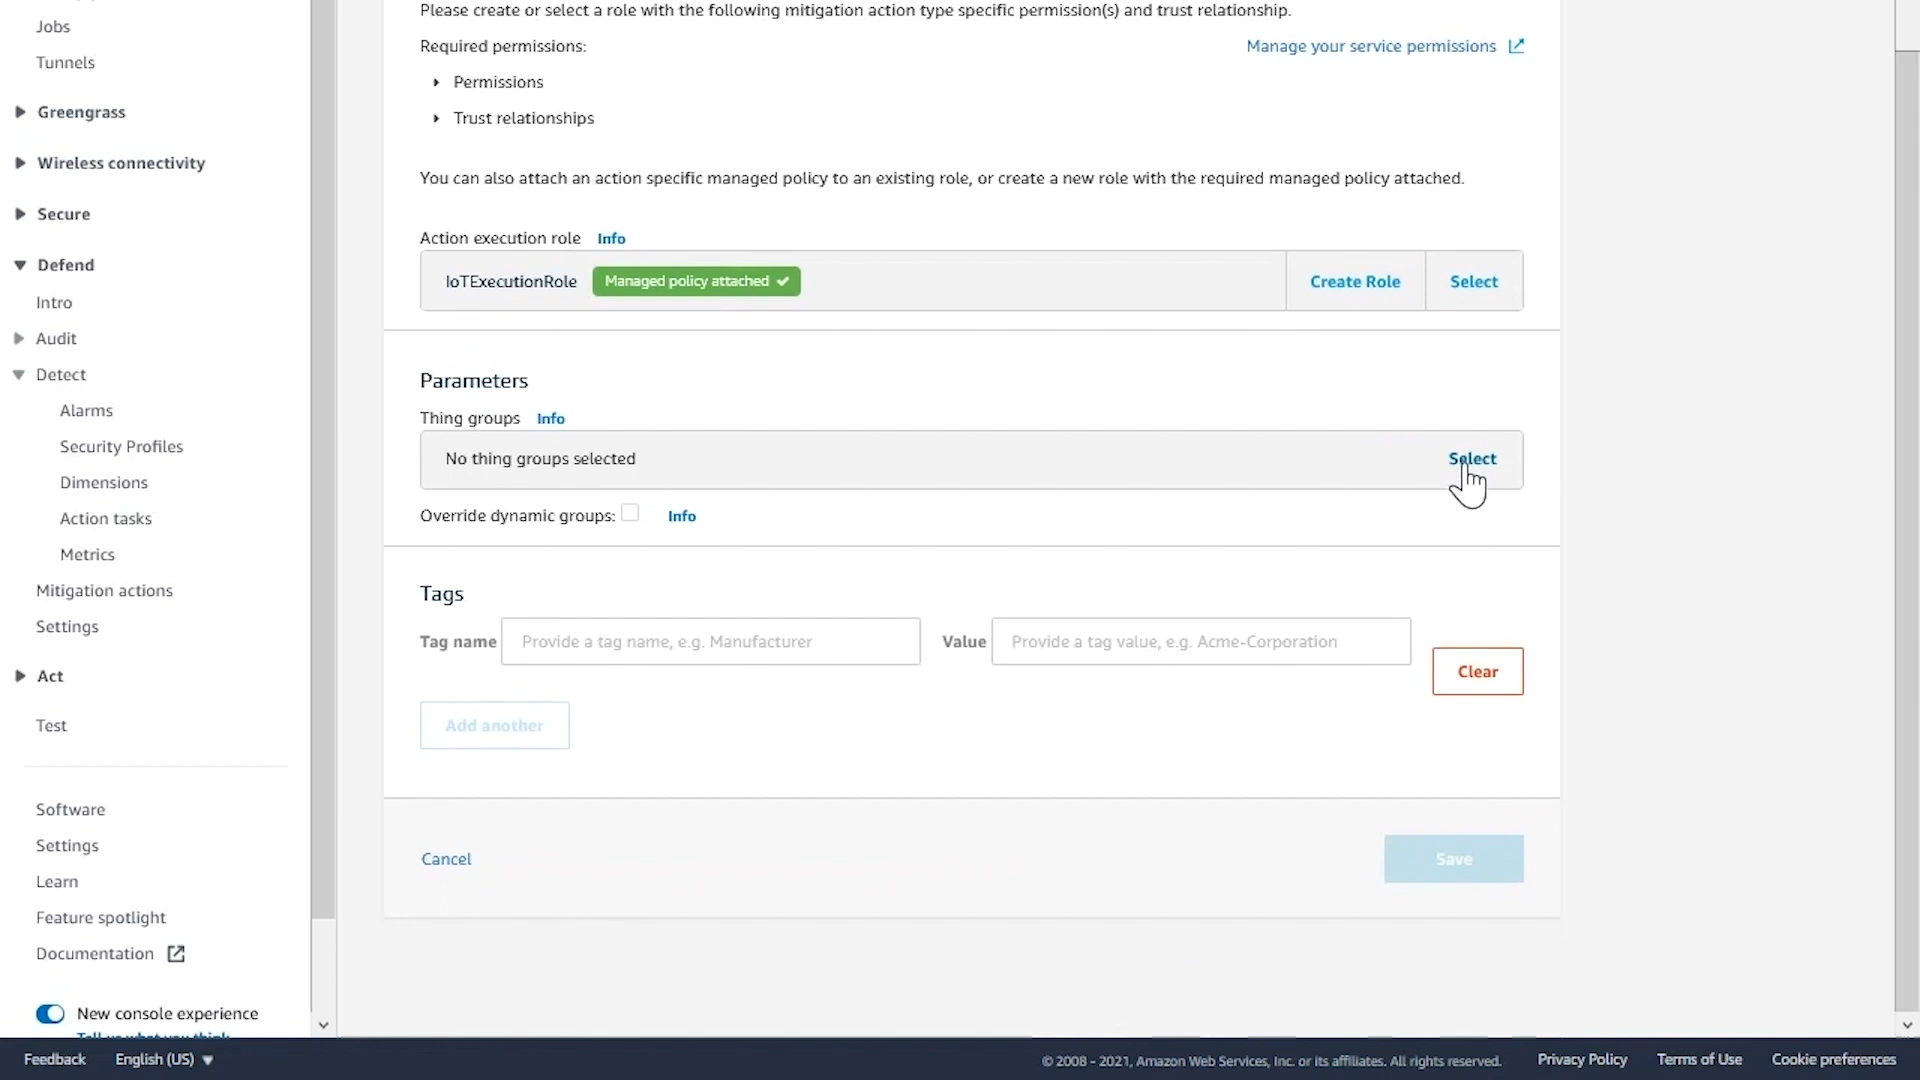 Jobs
Tunnels
Greengrass
Wireless connectivity
Secure
Defend
Intro
Audit
Detect
Alarms
Security Profiles
Dimensions
Action tasks
Metrics
Mitigation actions
Settings
Act
Test
Software
Settings
Learn
Feature spotlight
Documentation
New console experience
Tell us what you think
Please create or select a role with the following mitigation action type specific permission(s) and trust relationship.
Required permissions:
Manage your service permissions
Permissions
Trust relationships
You can also attach an action specific managed policy to an existing role, or create a new role with the required managed policy attached.
Action execution role Info
IoTExecutionRole Managed policy attached Create Role Select
Parameters
Thing groups Info
No thing groups selected Select
Override dynamic groups: Info
Tags
Tag name Provide a tag name, e.g. Manufacturer Value Provide a tag value, e.g. Acme-Corporation
Clear
Add another
Cancel Save
Feedback English (US) © 2008 - 2021, Amazon Web Services, Inc. or its affiliates. All rights reserved. Privacy Policy Terms of Use Cookie preferences